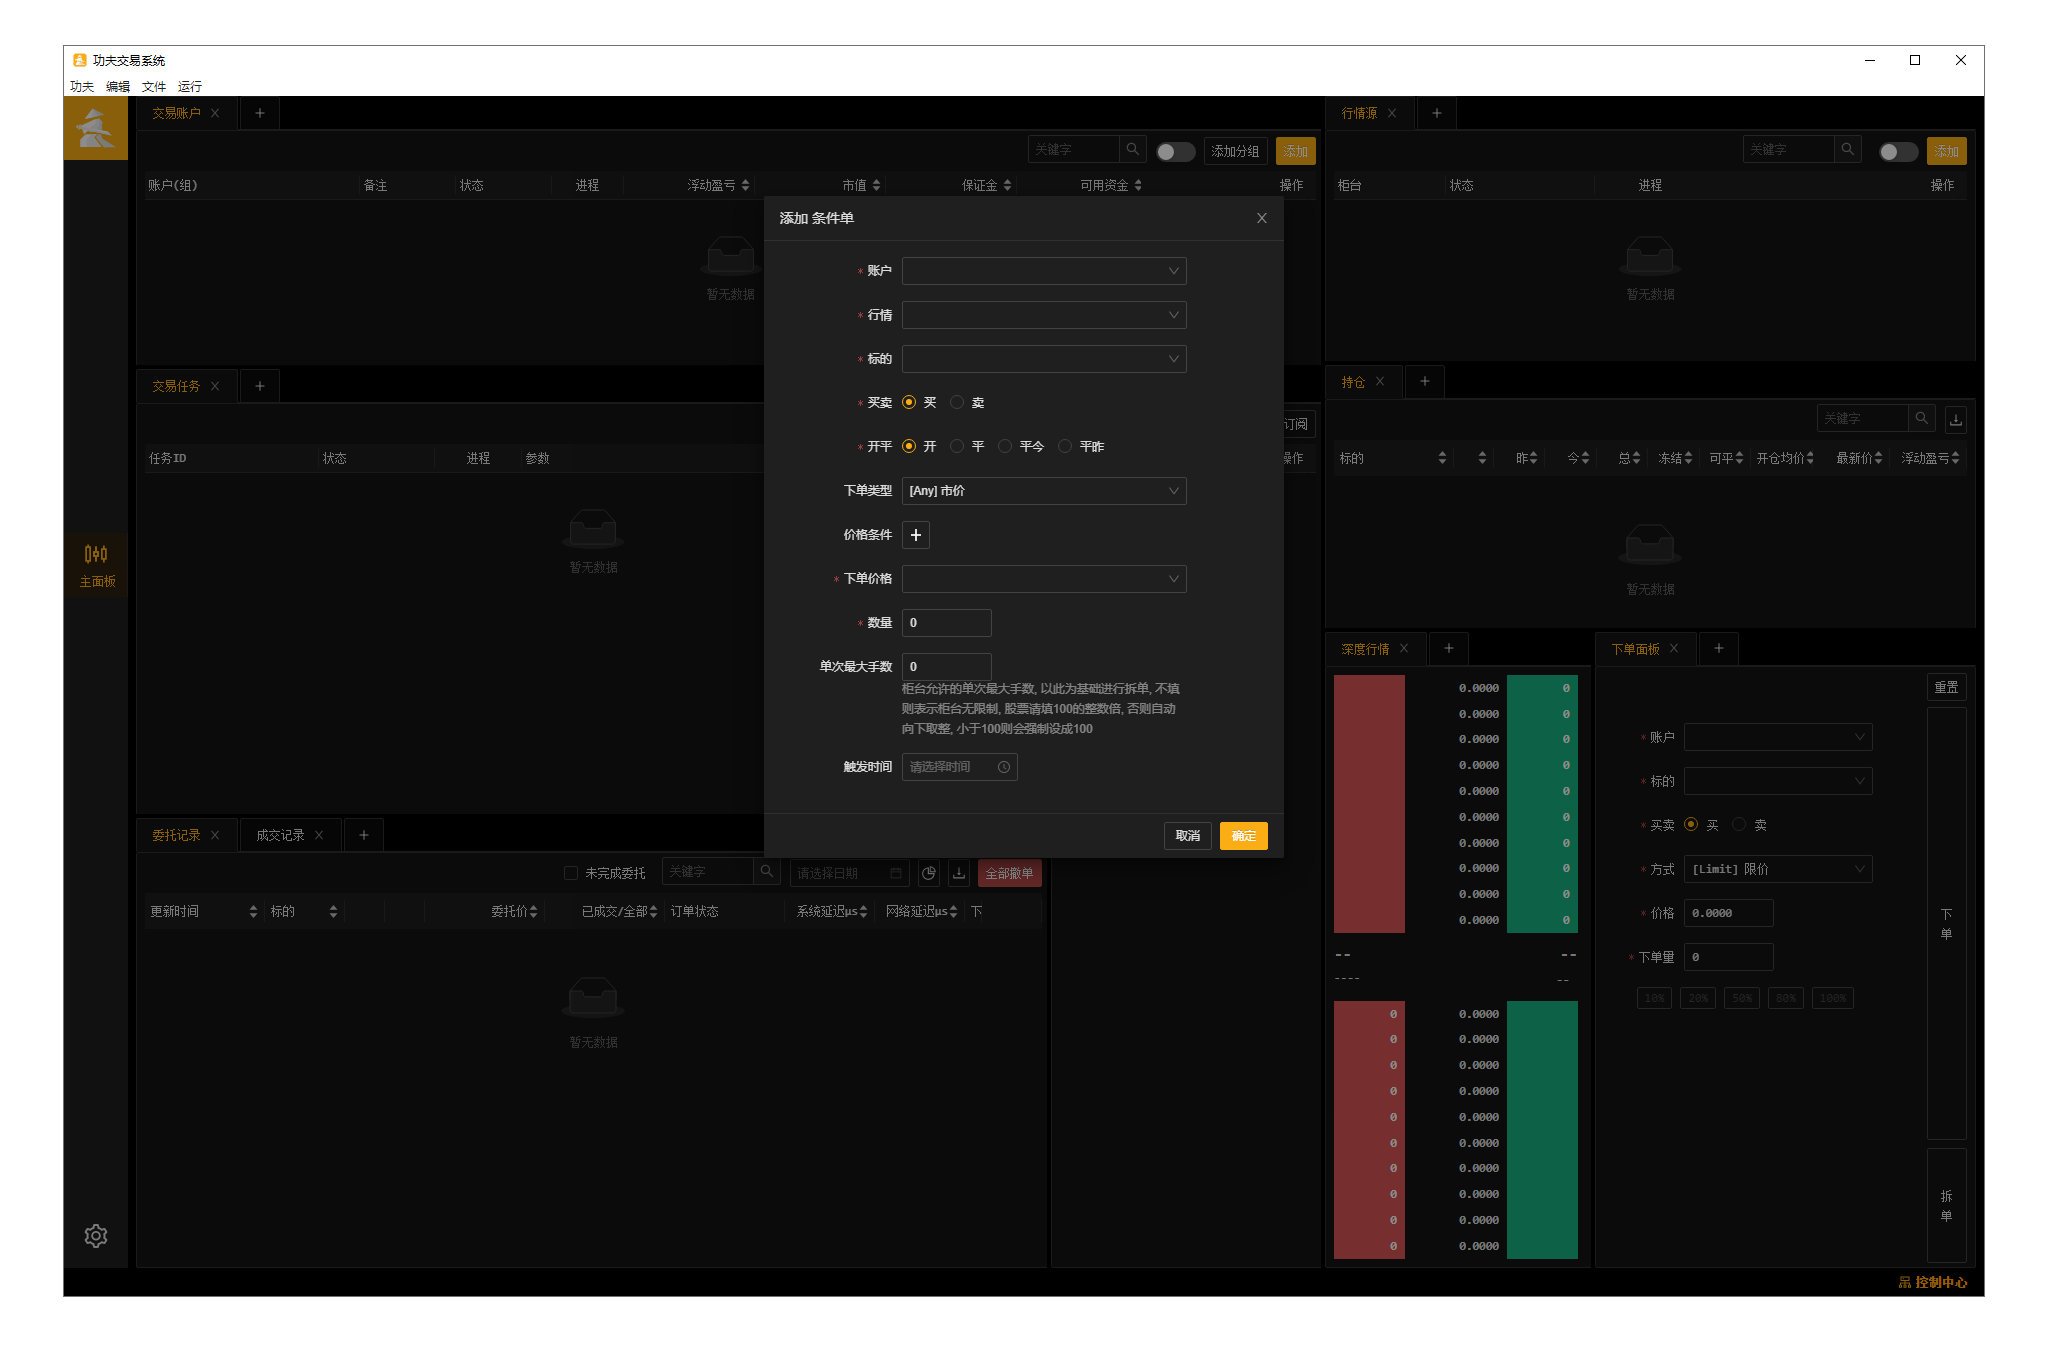 功夫交易系统
功夫 编辑 文件 运行
交易账户
关键字 添加分组 添加
账户(组) 备注 状态 进程 浮动盈亏 市值 保证金 可用资金 操作
暂无数据
行情源
关键字 添加
柜台 状态 进程 操作
暂无数据
添加 条件单
* 账户
* 行情
* 标的
* 买卖 买 卖
* 开平 开 平 平今 平昨
下单类型 [Any] 市价
价格条件 +
* 下单价格
* 数量 0
单次最大手数 0
柜台允许的单次最大手数, 以此为基础进行拆单, 不填
则表示柜台无限制, 股票请填100的整数倍, 否则自动
向下取整, 小于100则会强制设成100
触发时间 请选择时间
取消 确定
交易任务
订阅
任务ID 状态 进程 参数 操作
暂无数据
主面板
持仓
关键字
标的 昨 今 总 冻结 可平 开仓均价 最新价 浮动盈亏
暂无数据
委托记录 成交记录
未完成委托 关键字 请选择日期 全部撤单
更新时间 标的 委托价 已成交/全部 订单状态 系统延迟μs 网络延迟μs 下
暂无数据
深度行情
0.0000 0
0.0000 0
0.0000 0
0.0000 0
0.0000 0
0.0000 0
0.0000 0
0.0000 0
0.0000 0
0.0000 0
-- --
---- --
0 0.0000
0 0.0000
0 0.0000
0 0.0000
0 0.0000
0 0.0000
0 0.0000
0 0.0000
0 0.0000
0 0.0000
下单面板
重置
* 账户
* 标的
* 买卖 买 卖
* 方式 [Limit] 限价
* 价格 0.0000
* 下单量 0
10% 20% 50% 80% 100%
下
单
拆
单
控制中心